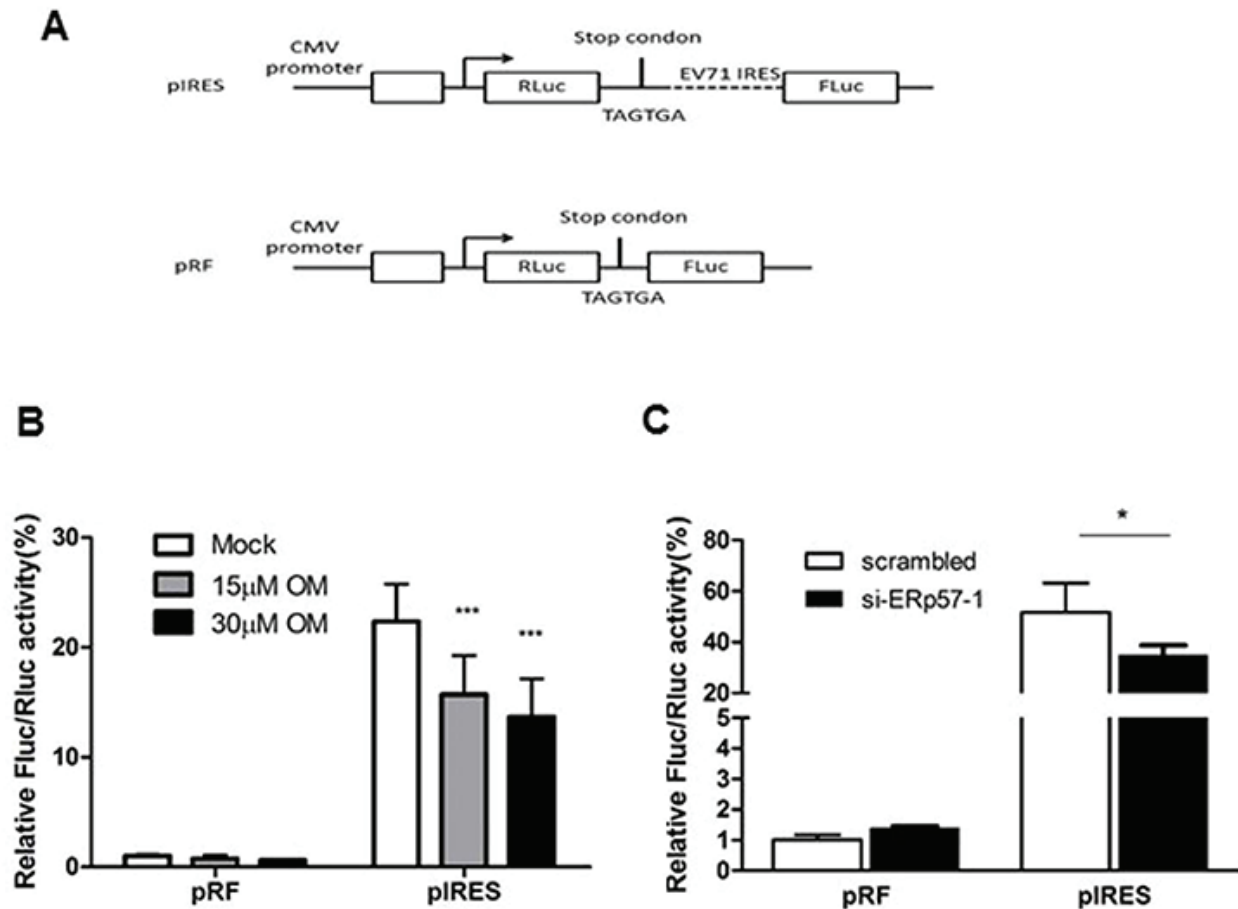 A
CMV
promoter
Stop condon
pIRES
RLuc
EV71 IRES
FLuc
TAGTGA
CMV
promoter
Stop condon
pRF
RLuc
FLuc
TAGTGA
B
Relative Fluc/Rluc activity(%)
30
20
10
0
Mock
15μM OM
30μM OM
***
***
pRF
pIRES
C
Relative Fluc/Rluc activity(%)
80
60
40
20
5
4
3
2
1
0
scrambled
si-ERp57-1
*
pRF
pIRES